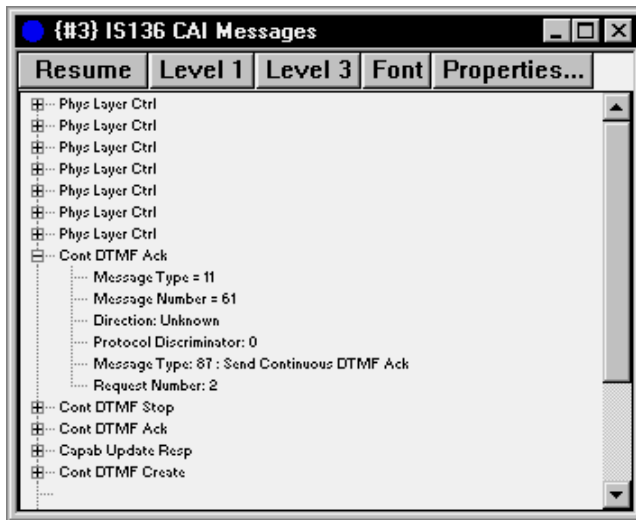 {#3} IS136 CAI Messages
Resume Level 1 Level 3 Font Properties...
Phys Layer Ctrl
Phys Layer Ctrl
Phys Layer Ctrl
Phys Layer Ctrl
Phys Layer Ctrl
Phys Layer Ctrl
Phys Layer Ctrl
Cont DTMF Ack
Message Type = 11
Message Number = 61
Direction: Unknown
Protocol Discriminator: 0
Message Type: 87 : Send Continuous DTMF Ack
Request Number: 2
Cont DTMF Stop
Cont DTMF Ack
Capab Update Resp
Cont DTMF Create